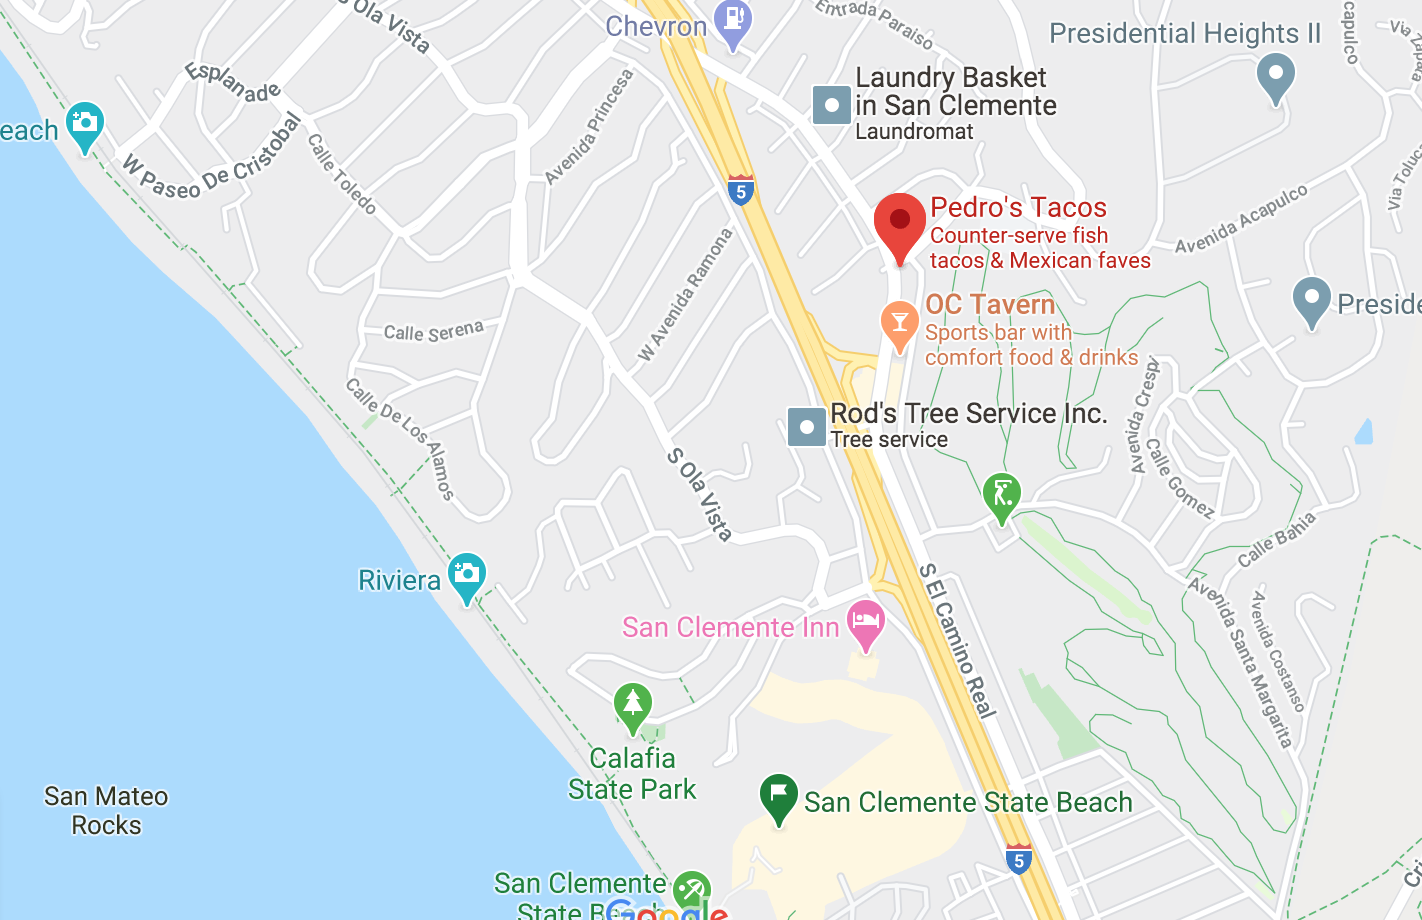 S Ola Vista
Chevron
Entrada Paraiso
Presidential Heights II
Esplanade
Avenida Princesa
Laundry Basket
in San Clemente
Laundromat
each
W Paseo De Cristobal
Calle Toledo
5
Via Toluca
Avenida Acapulco
Pedro's Tacos
Counter-serve fish
tacos & Mexican faves
W Avenida Ramona
OC Tavern
Sports bar with
comfort food & drinks
Preside
Calle Serena
Calle De Los Alamos
Rod's Tree Service Inc.
Tree service
Avenida Crespi
Calle Gomez
S Ola Vista
Calle Bahia
Riviera
S El Camino Real
Avenida Santa Margarita
Avenida Costanso
San Clemente Inn
Calafia
State Park
San Mateo
Rocks
San Clemente State Beach
5
San Clemente
State Beach
Google